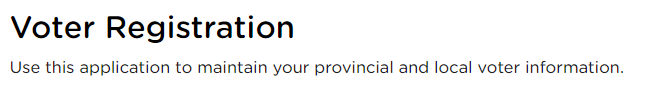 Voter Registration
Use this application to maintain your provincial and local voter information.